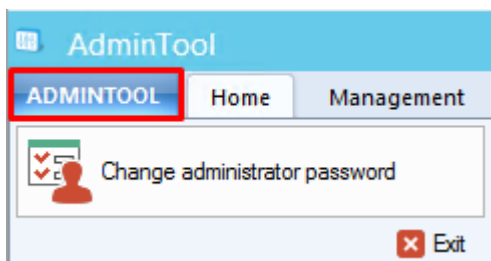 AdminTool
ADMINTOOL Home Management
Change administrator password
Exit